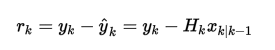 r_k = y_k − ŷ_k = y_k − H_k x_{k|k−1}